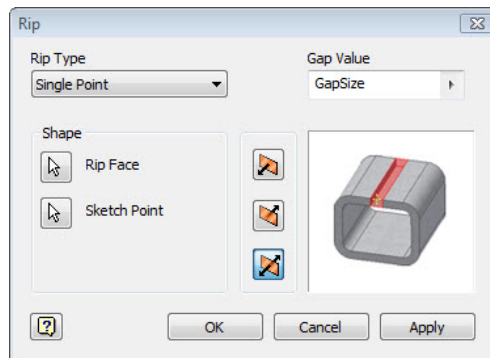 Rip
Rip Type
Gap Value
Single Point
GapSize
Shape
Rip Face
Sketch Point
OK
Cancel
Apply